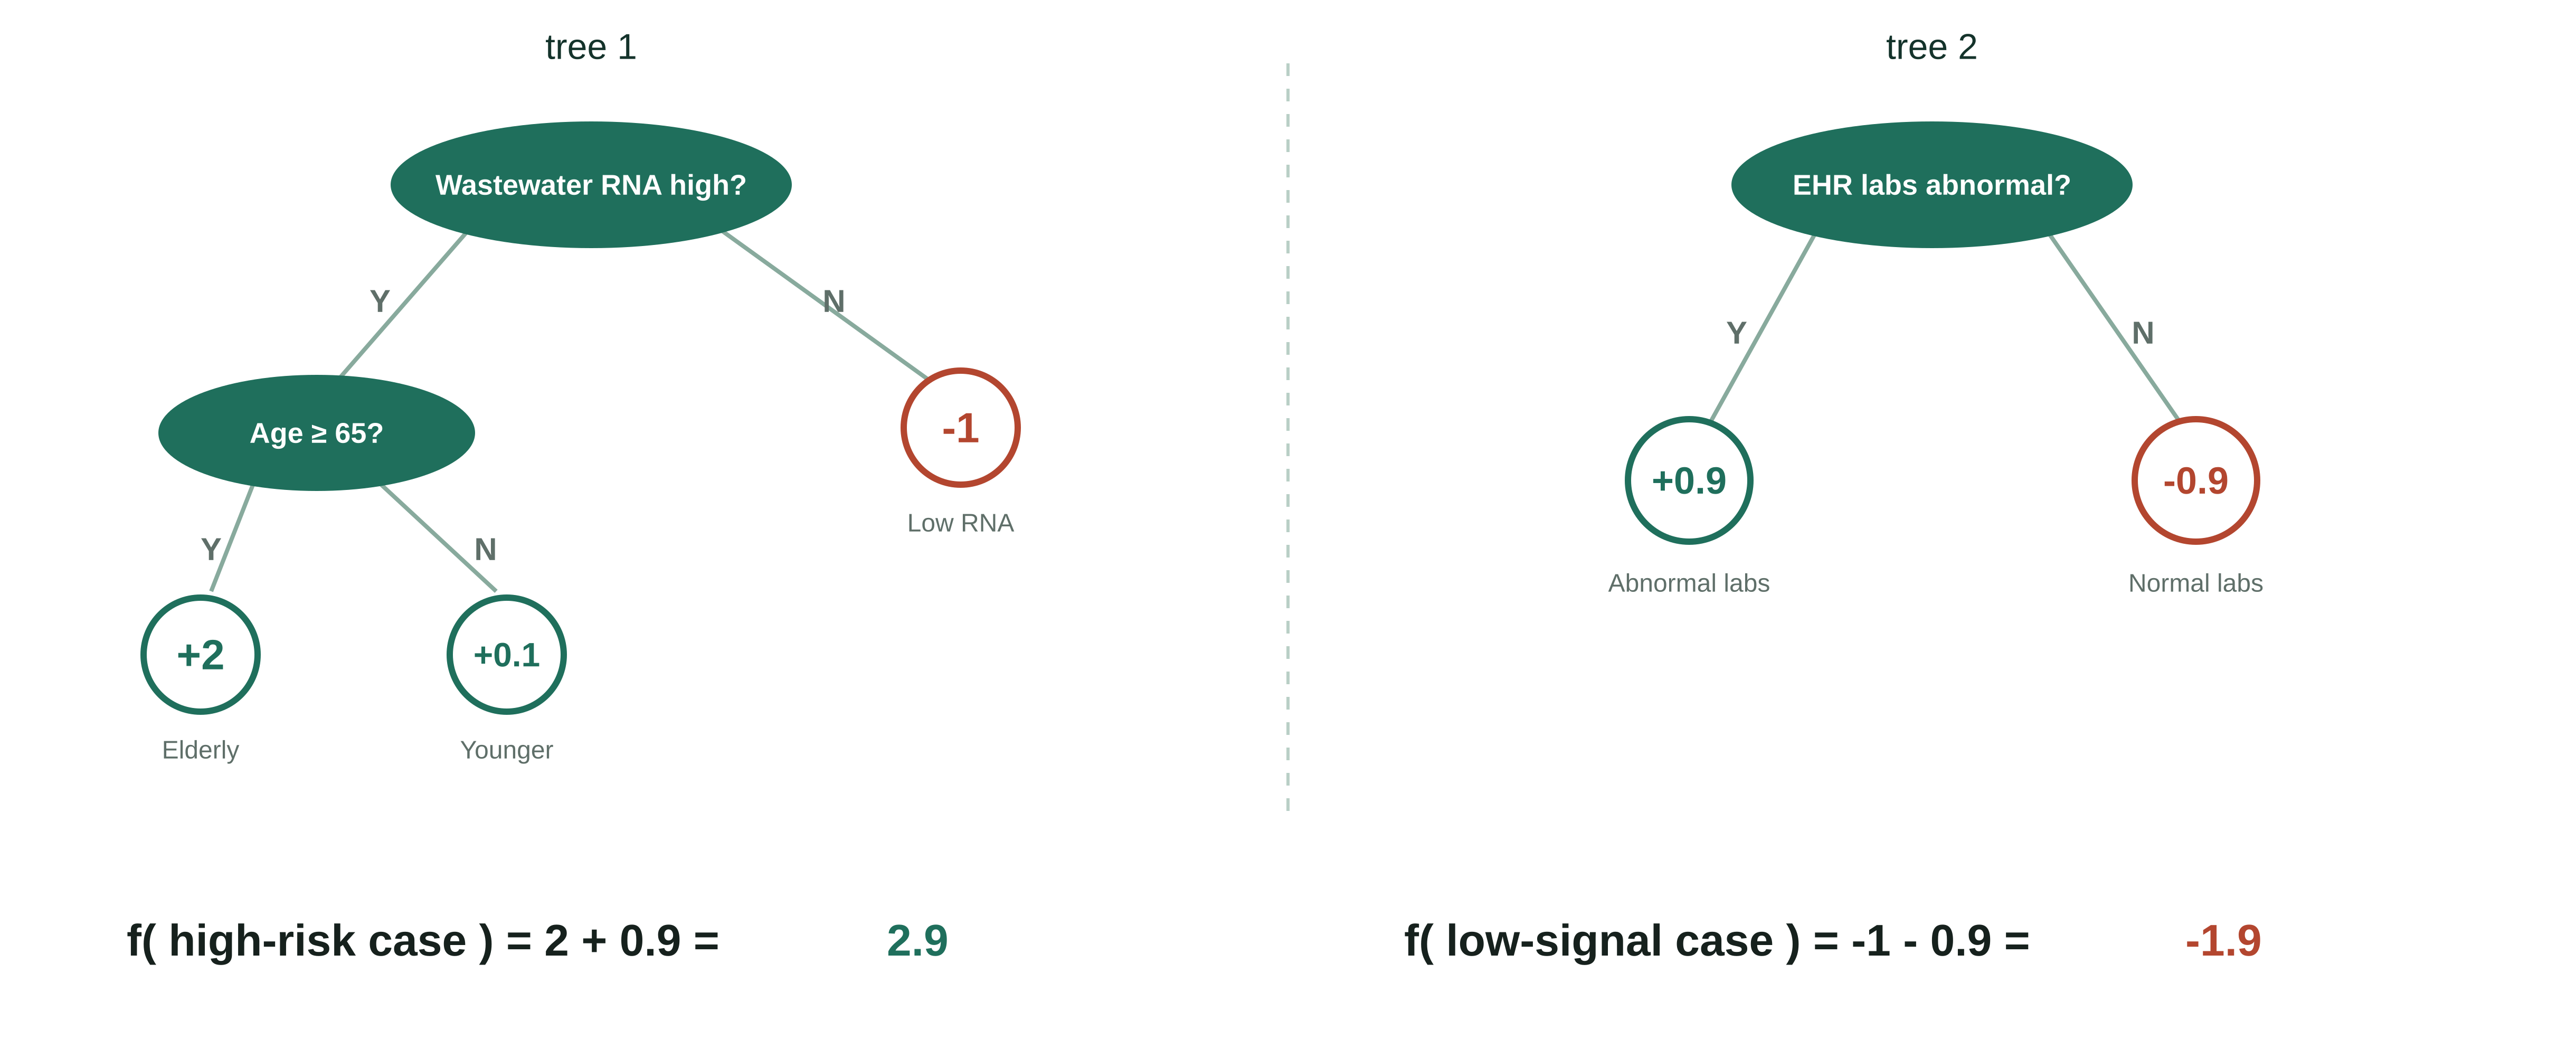 tree 1
Wastewater RNA high?
Y
N
Age ≥ 65?
-1
Low RNA
Y
N
+2
+0.1
Elderly
Younger
tree 2
EHR labs abnormal?
Y
N
+0.9
-0.9
Abnormal labs
Normal labs
f( high-risk case ) = 2 + 0.9 = 2.9
f( low-signal case ) = -1 - 0.9 = -1.9